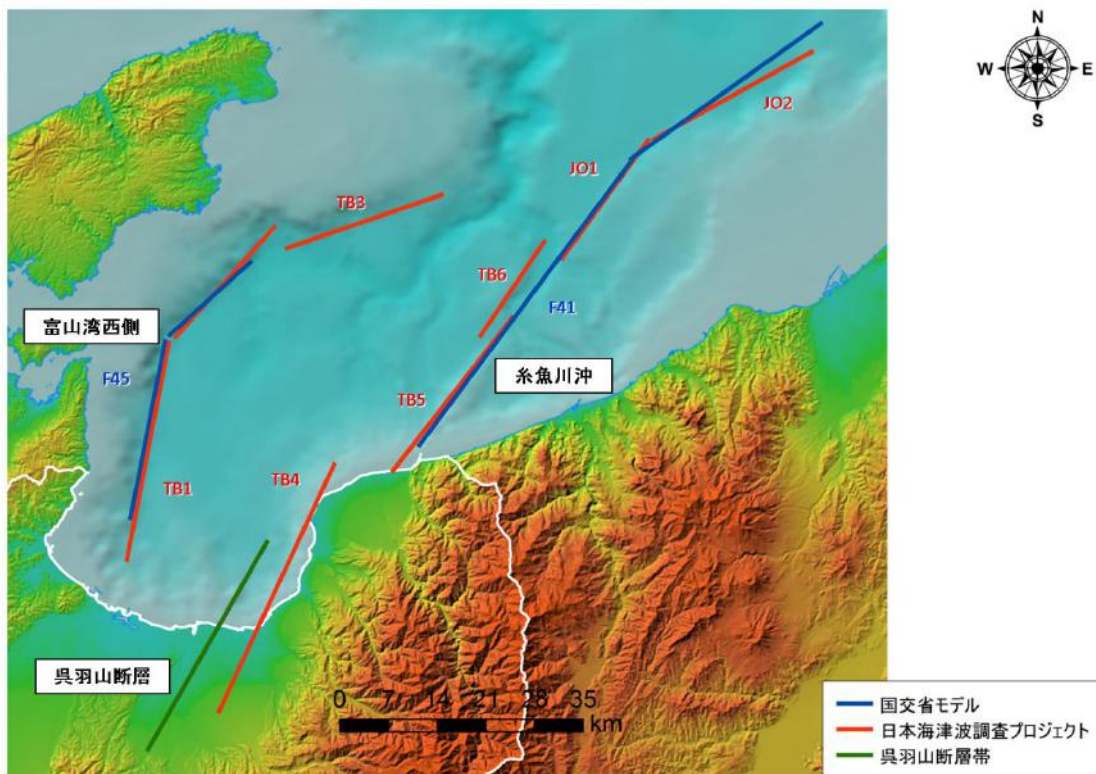 N
W
E
S
JO2
JO1
TB3
TB6
F41
富山湾西側
糸魚川沖
F45
TB5
TB1
TB4
呉羽山断層
0 7 14 21 28 35
km
国交省モデル
日本海津波調査プロジェクト
呉羽山断層帯